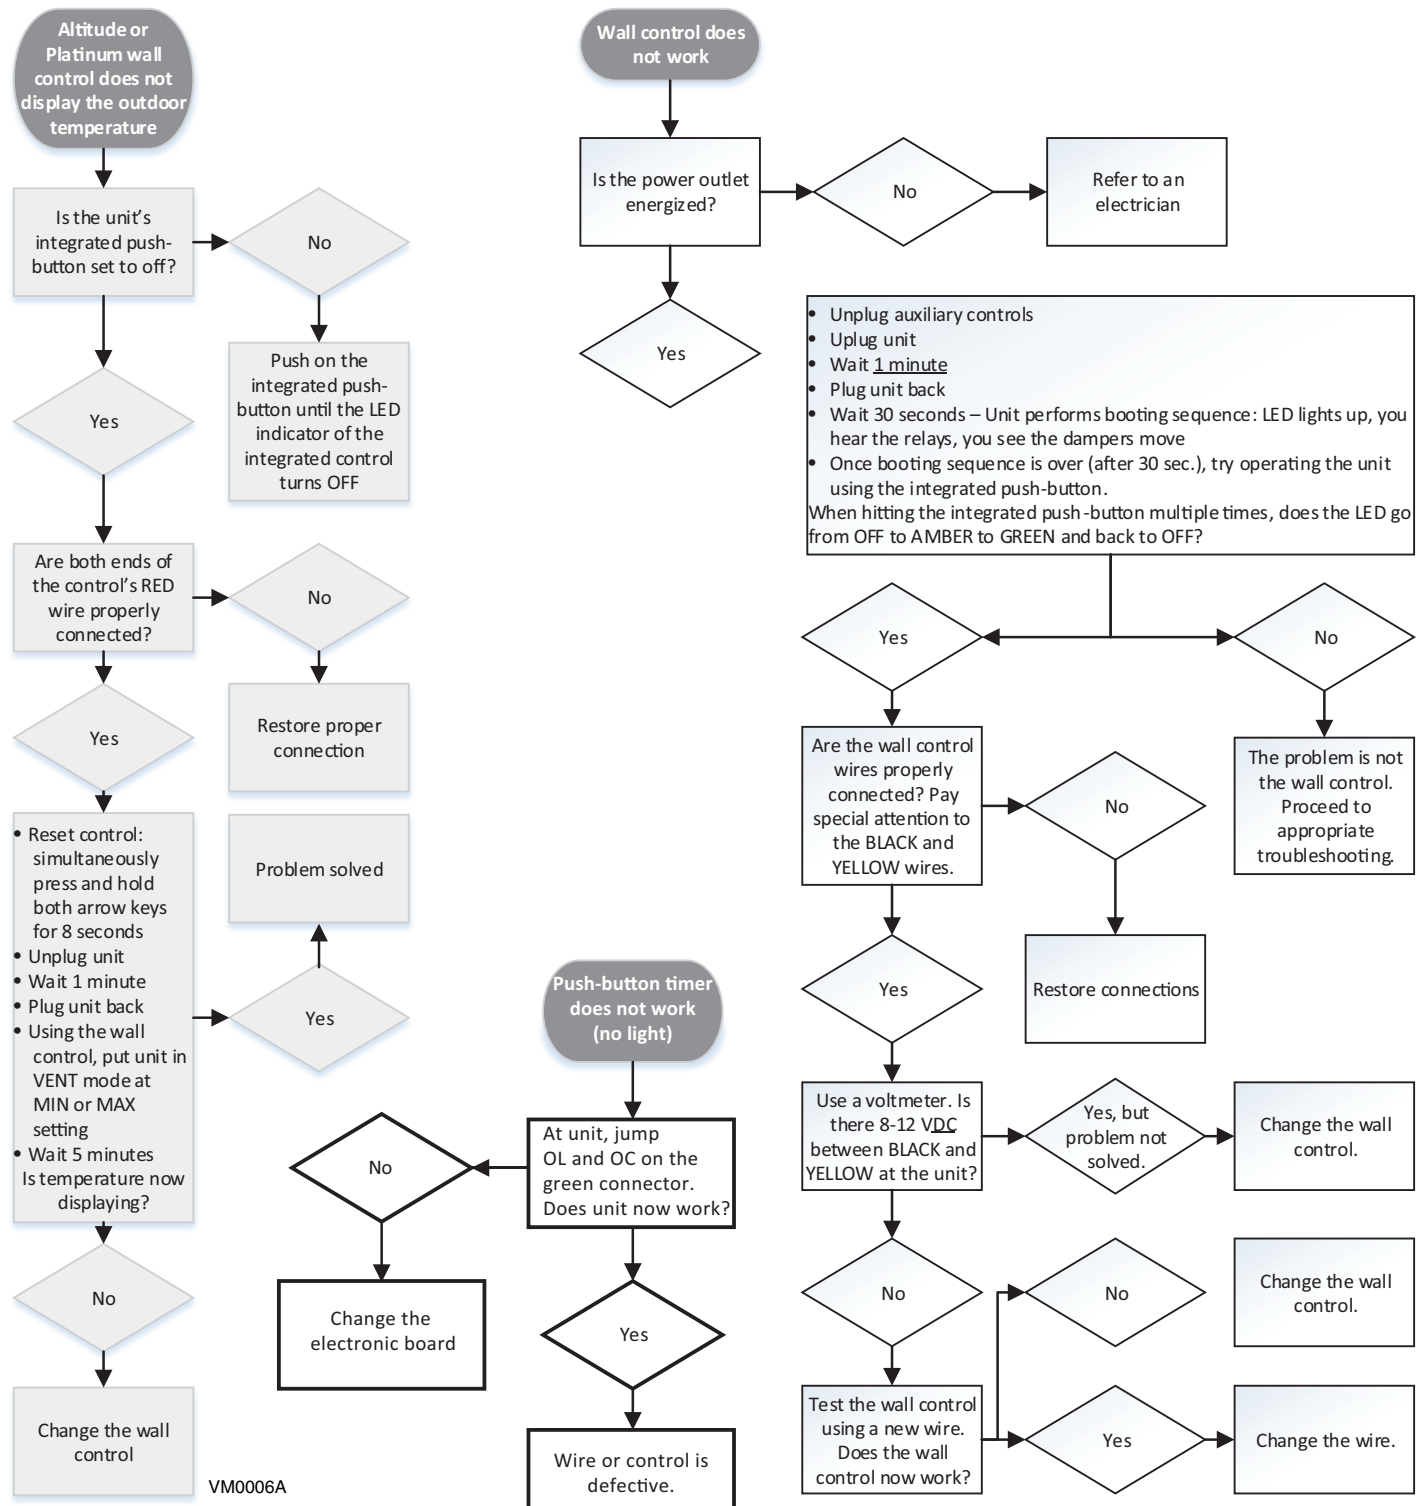 Altitude or
Platinum wall
control does not
display the outdoor
temperature
Is the unit's
integrated push-
button set to off?
No
Push on the
integrated push-
button until the LED
indicator of the
integrated control
turns OFF
Yes
Are both ends of
the control's RED
wire properly
connected?
No
Restore proper
connection
Yes
• Reset control:
simultaneously
press and hold
both arrow keys
for 8 seconds
• Unplug unit
• Wait 1 minute
• Plug unit back
• Using the wall
control, put unit in
VENT mode at
MIN or MAX
setting
• Wait 5 minutes
Is temperature now
displaying?
Yes
Problem solved
No
Change the wall
control
VM0006A
Push-button timer
does not work
(no light)
At unit, jump
OL and OC on the
green connector.
Does unit now work?
No
Change the
electronic board
Yes
Wire or control is
defective.
Wall control does
not work
Is the power outlet
energized?
No
Refer to an
electrician
Yes
• Unplug auxiliary controls
• Uplug unit
• Wait 1 minute
• Plug unit back
• Wait 30 seconds – Unit performs booting sequence: LED lights up, you
hear the relays, you see the dampers move
• Once booting sequence is over (after 30 sec.), try operating the unit
using the integrated push-button.
When hitting the integrated push-button multiple times, does the LED go
from OFF to AMBER to GREEN and back to OFF?
Yes
No
The problem is not
the wall control.
Proceed to
appropriate
troubleshooting.
Are the wall control
wires properly
connected? Pay
special attention to
the BLACK and
YELLOW wires.
No
Restore connections
Yes
Use a voltmeter. Is
there 8-12 VDC
between BLACK and
YELLOW at the unit?
Yes, but
problem not
solved.
Change the wall
control.
No
Test the wall control
using a new wire.
Does the wall
control now work?
No
Change the wall
control.
Yes
Change the wire.